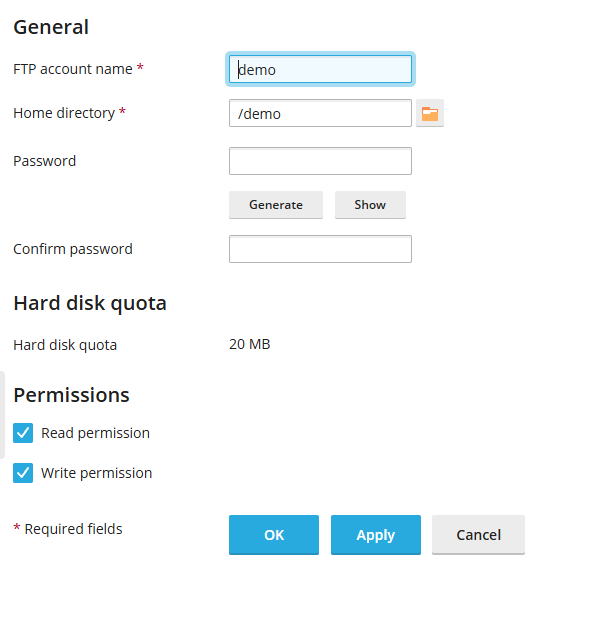 General
FTP account name * demo
Home directory * /demo
Password
Generate Show
Confirm password
Hard disk quota
Hard disk quota 20 MB
Permissions
Read permission
Write permission
* Required fields OK Apply Cancel